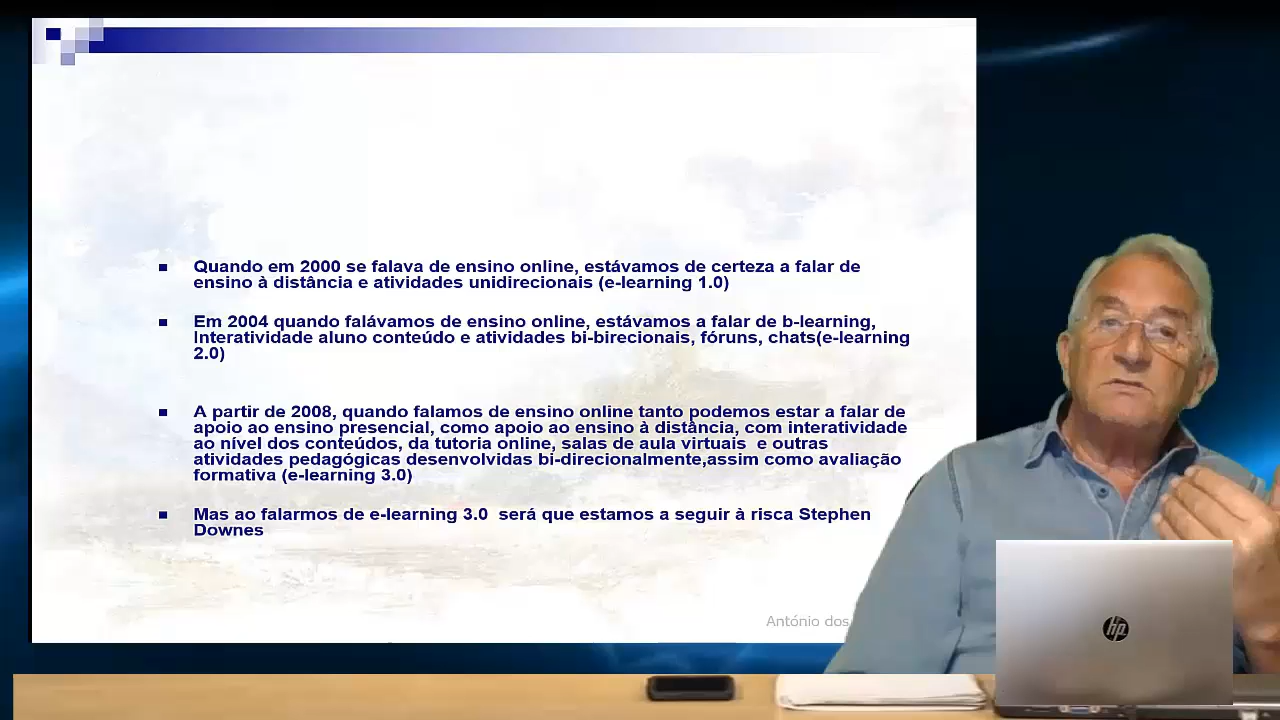 Quando em 2000 se falava de ensino online, estávamos de certeza a falar de
ensino à distância e atividades unidirecionais (e-learning 1.0)
Em 2004 quando falávamos de ensino online, estávamos a falar de b-learning,
Interatividade aluno conteúdo e atividades bi-birecionais, fóruns, chats(e-learning
2.0)
A partir de 2008, quando falamos de ensino online tanto podemos estar a falar de
apoio ao ensino presencial, como apoio ao ensino à distância, com interatividade
ao nível dos conteúdos, da tutoria online, salas de aula virtuais e outras
atividades pedagógicas desenvolvidas bi-direcionalmente,assim como avaliação
formativa (e-learning 3.0)
Mas ao falarmos de e-learning 3.0 será que estamos a seguir à risca Stephen
Downes
António dos
hp